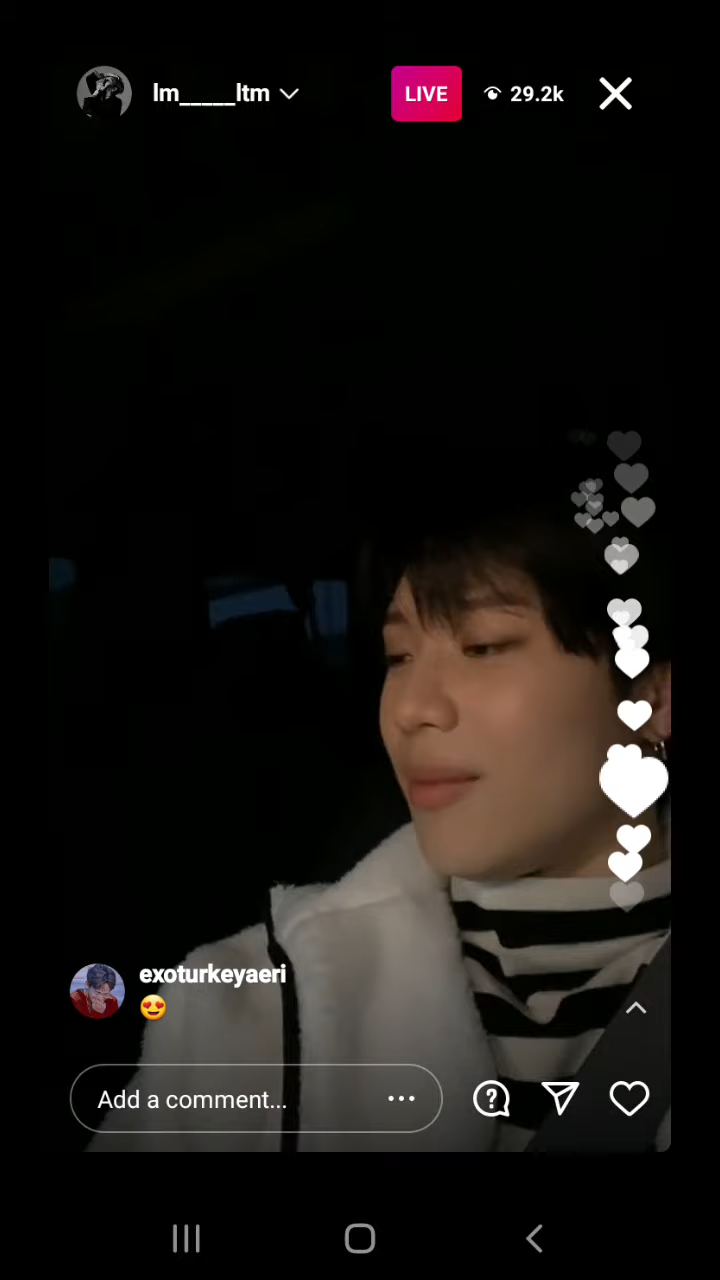 lm_____ltm
LIVE
29.2k
exoturkeyaeri
😍
Add a comment...